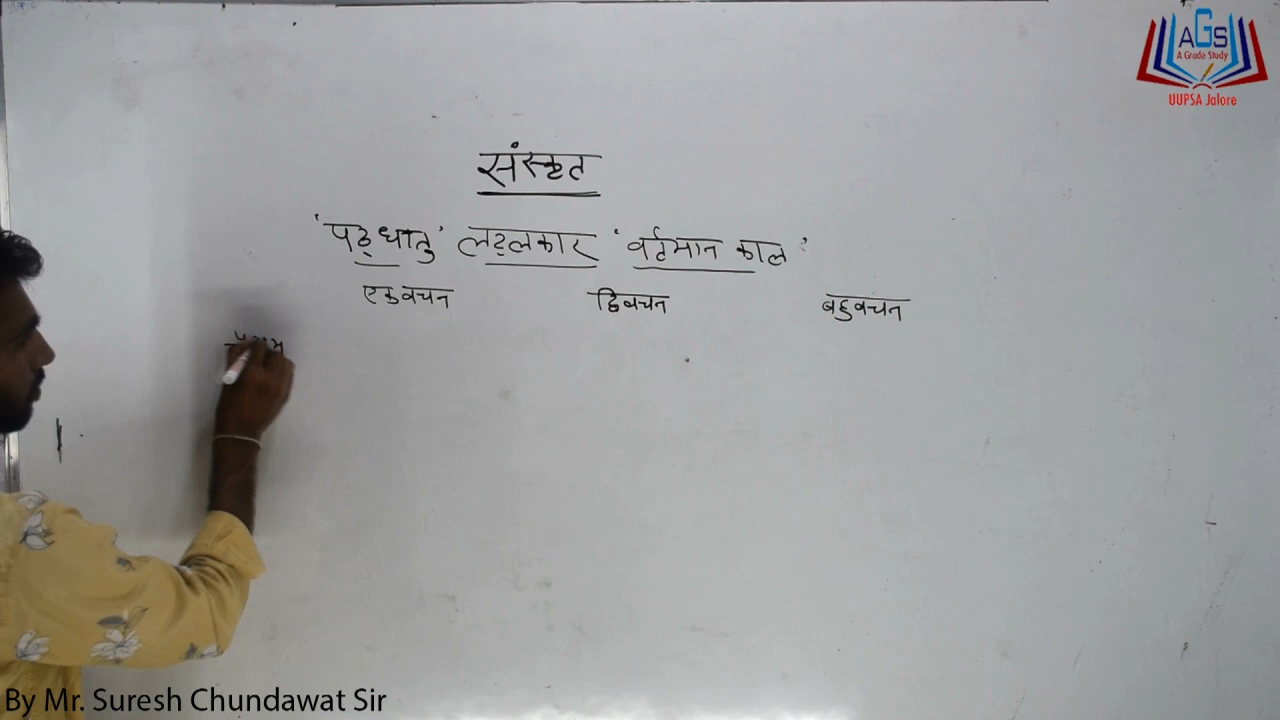 AGS
A Grade Study
UUPSA Jalore
संस्कृत
'पठ् धातु' लट्लकार 'वर्तमान काल'
एकवचन द्विवचन बहुवचन
By Mr. Suresh Chundawat Sir